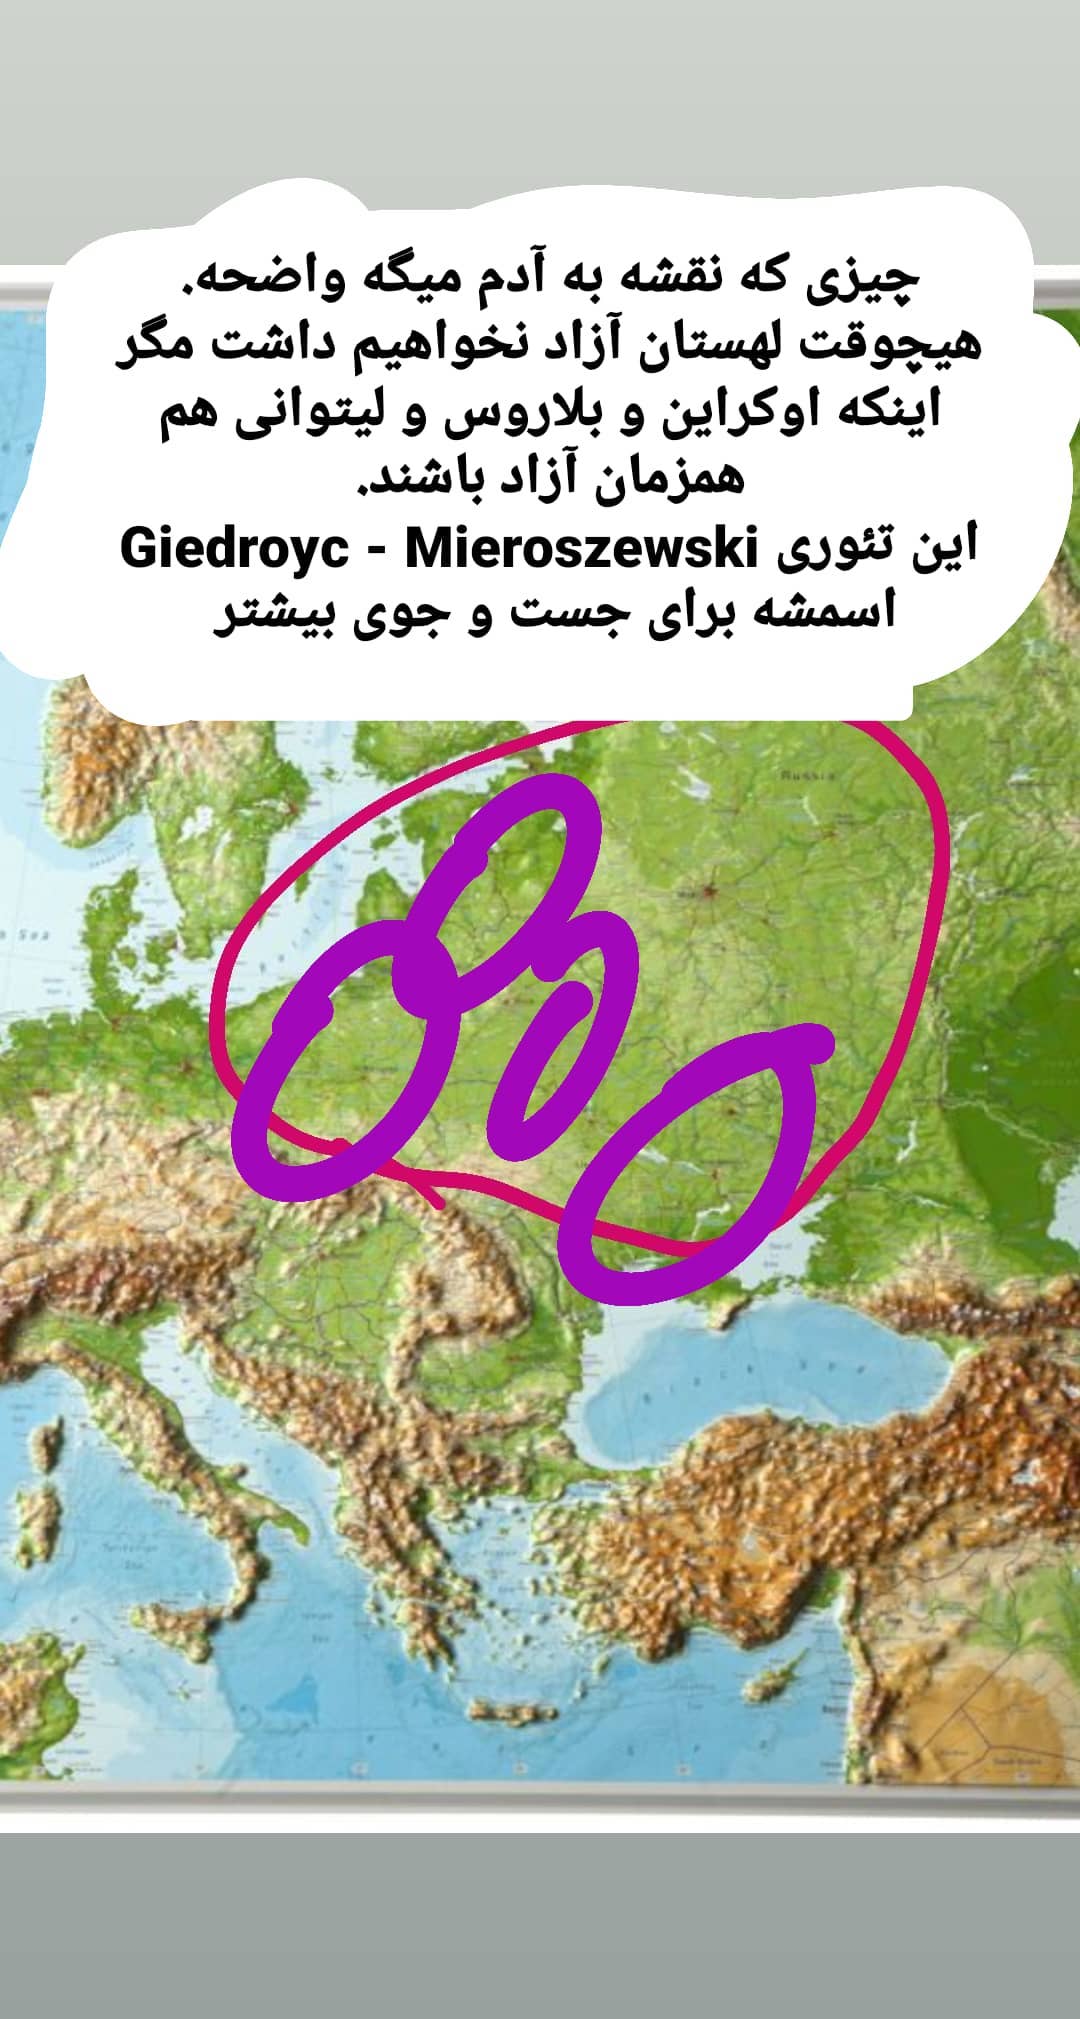 چیزی که نقشه به آدم میگه واضحه.
هیچوقت لهستان آزاد نخواهیم داشت مگر
اینکه اوکراین و بلاروس و لیتوانی هم
همزمان آزاد باشند.
این تئوری Giedroyc - Mieroszewski
اسمشه برای جست و جوی بیشتر
Russia